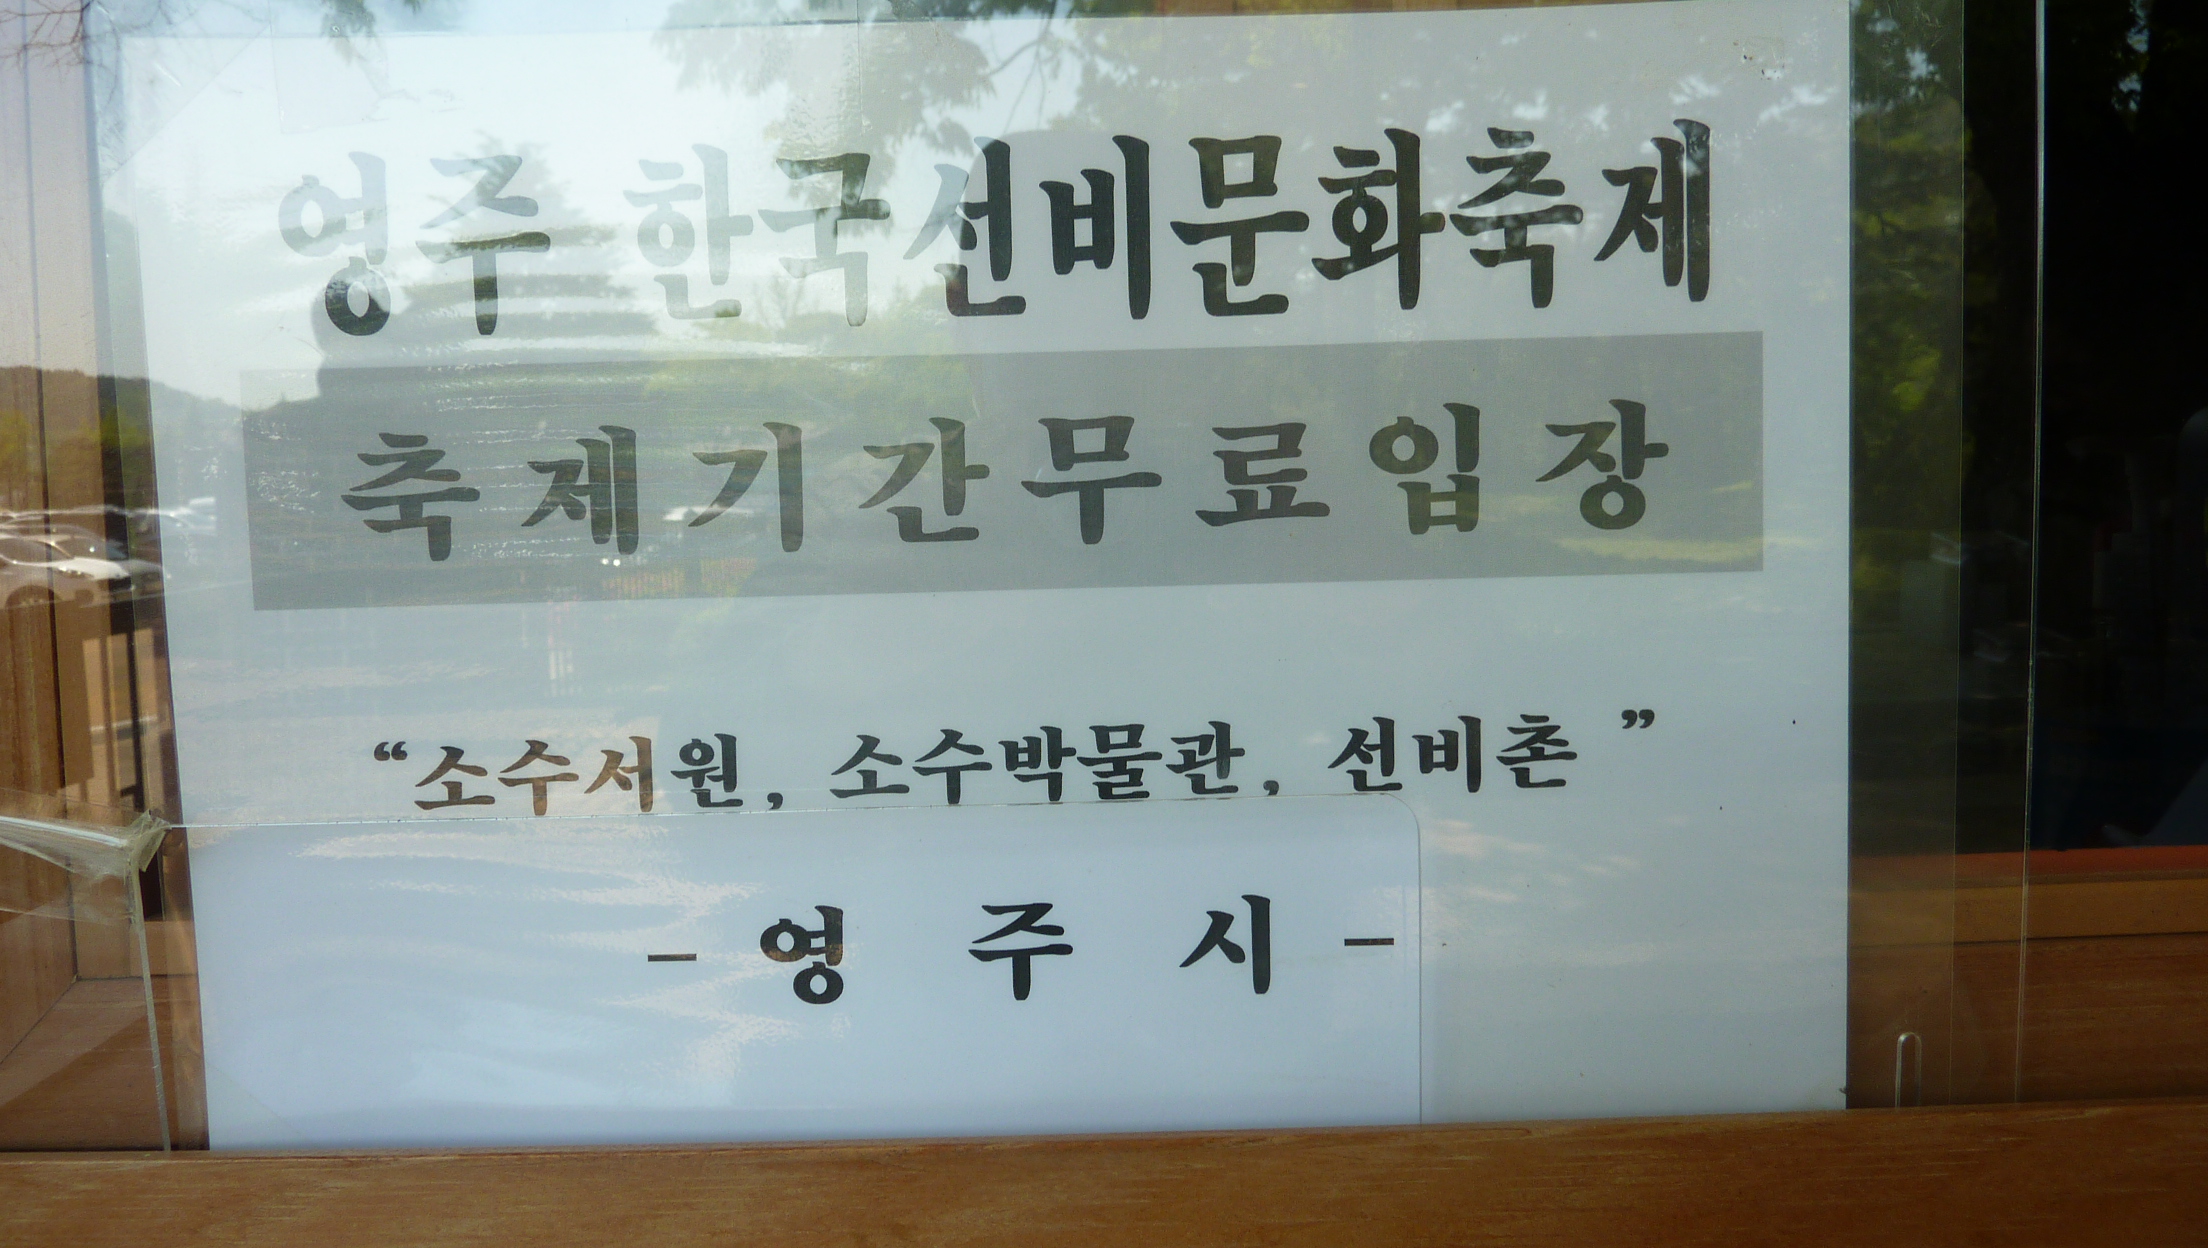 영주 한국선비문화축제
축제기간무료입장
“소수서원, 소수박물관, 선비촌 ”
- 영 주 시 -